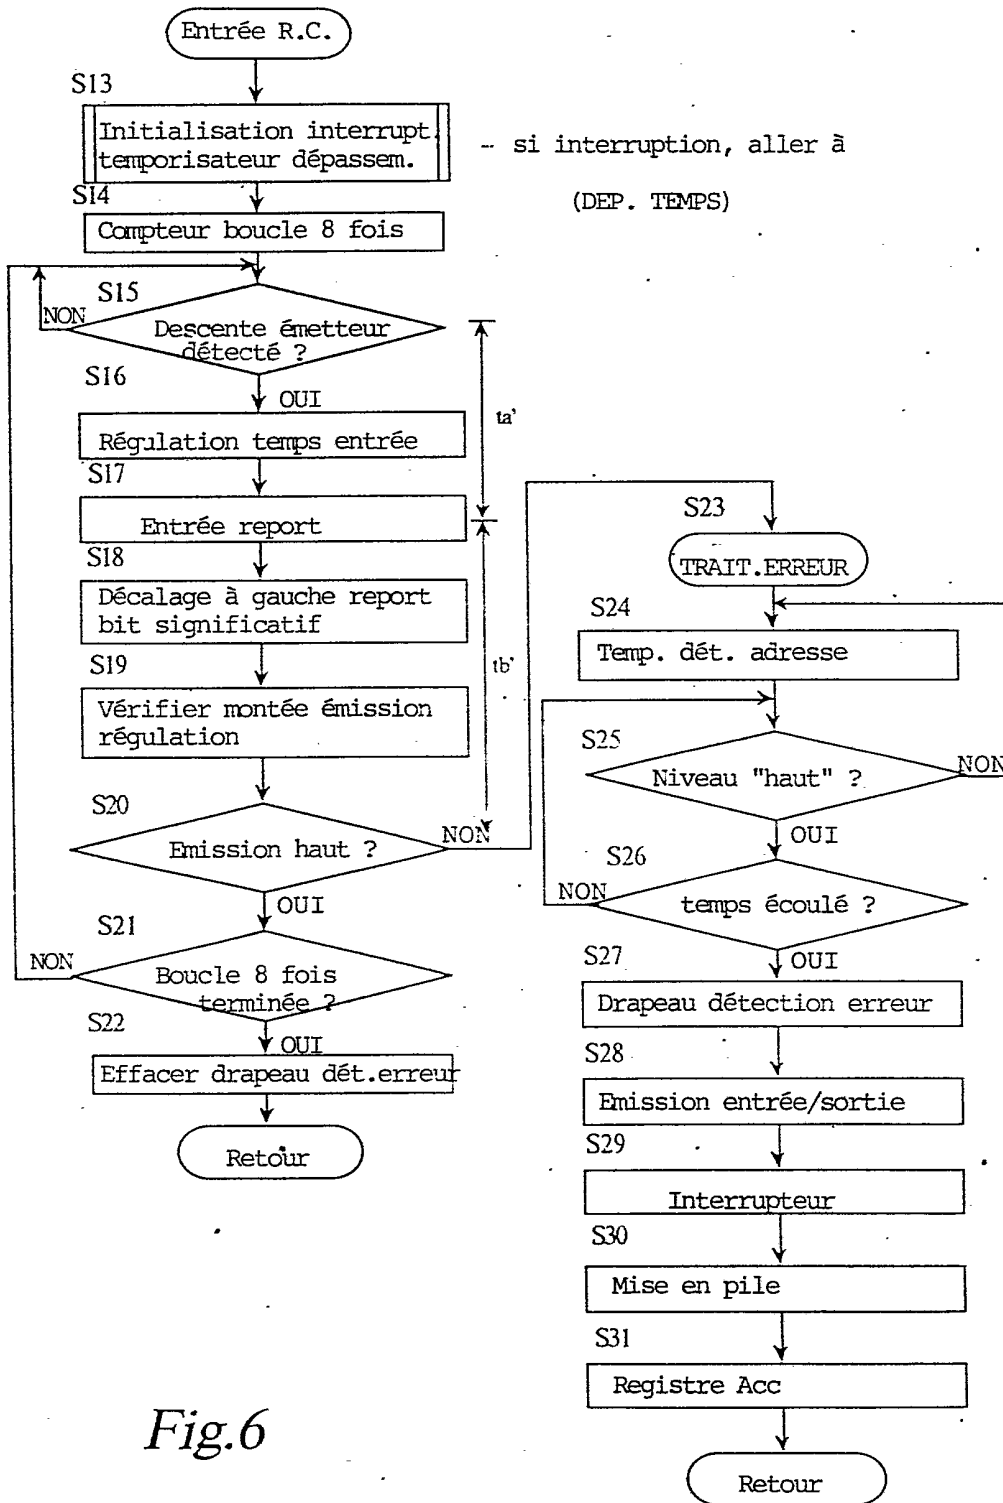 Entrée R.C.
S13
Initialisation interrupt.
temporisateur dépassem.
-- si interruption, aller à
(DEP. TEMPS)
S14
Compteur boucle 8 fois
S15
NON
Descente émetteur
détecté ?
S16
OUI
ta'
Régulation temps entrée
S17
Entrée report
S18
Décalage à gauche report
bit significatif
S19
tb'
Vérifier montée émission
régulation
S20
Emission haut ?
NON
OUI
S21
NON
Boucle 8 fois
terminée ?
S22
OUI
Effacer drapeau dét.erreur
Retour
S23
TRAIT.ERREUR
S24
Temp. dét. adresse
S25
Niveau "haut" ?
NON
OUI
S26
NON
temps écoulé ?
S27
OUI
Drapeau détection erreur
S28
Emission entrée/sortie
S29
Interrupteur
S30
Mise en pile
S31
Registre Acc
Retour
Fig.6